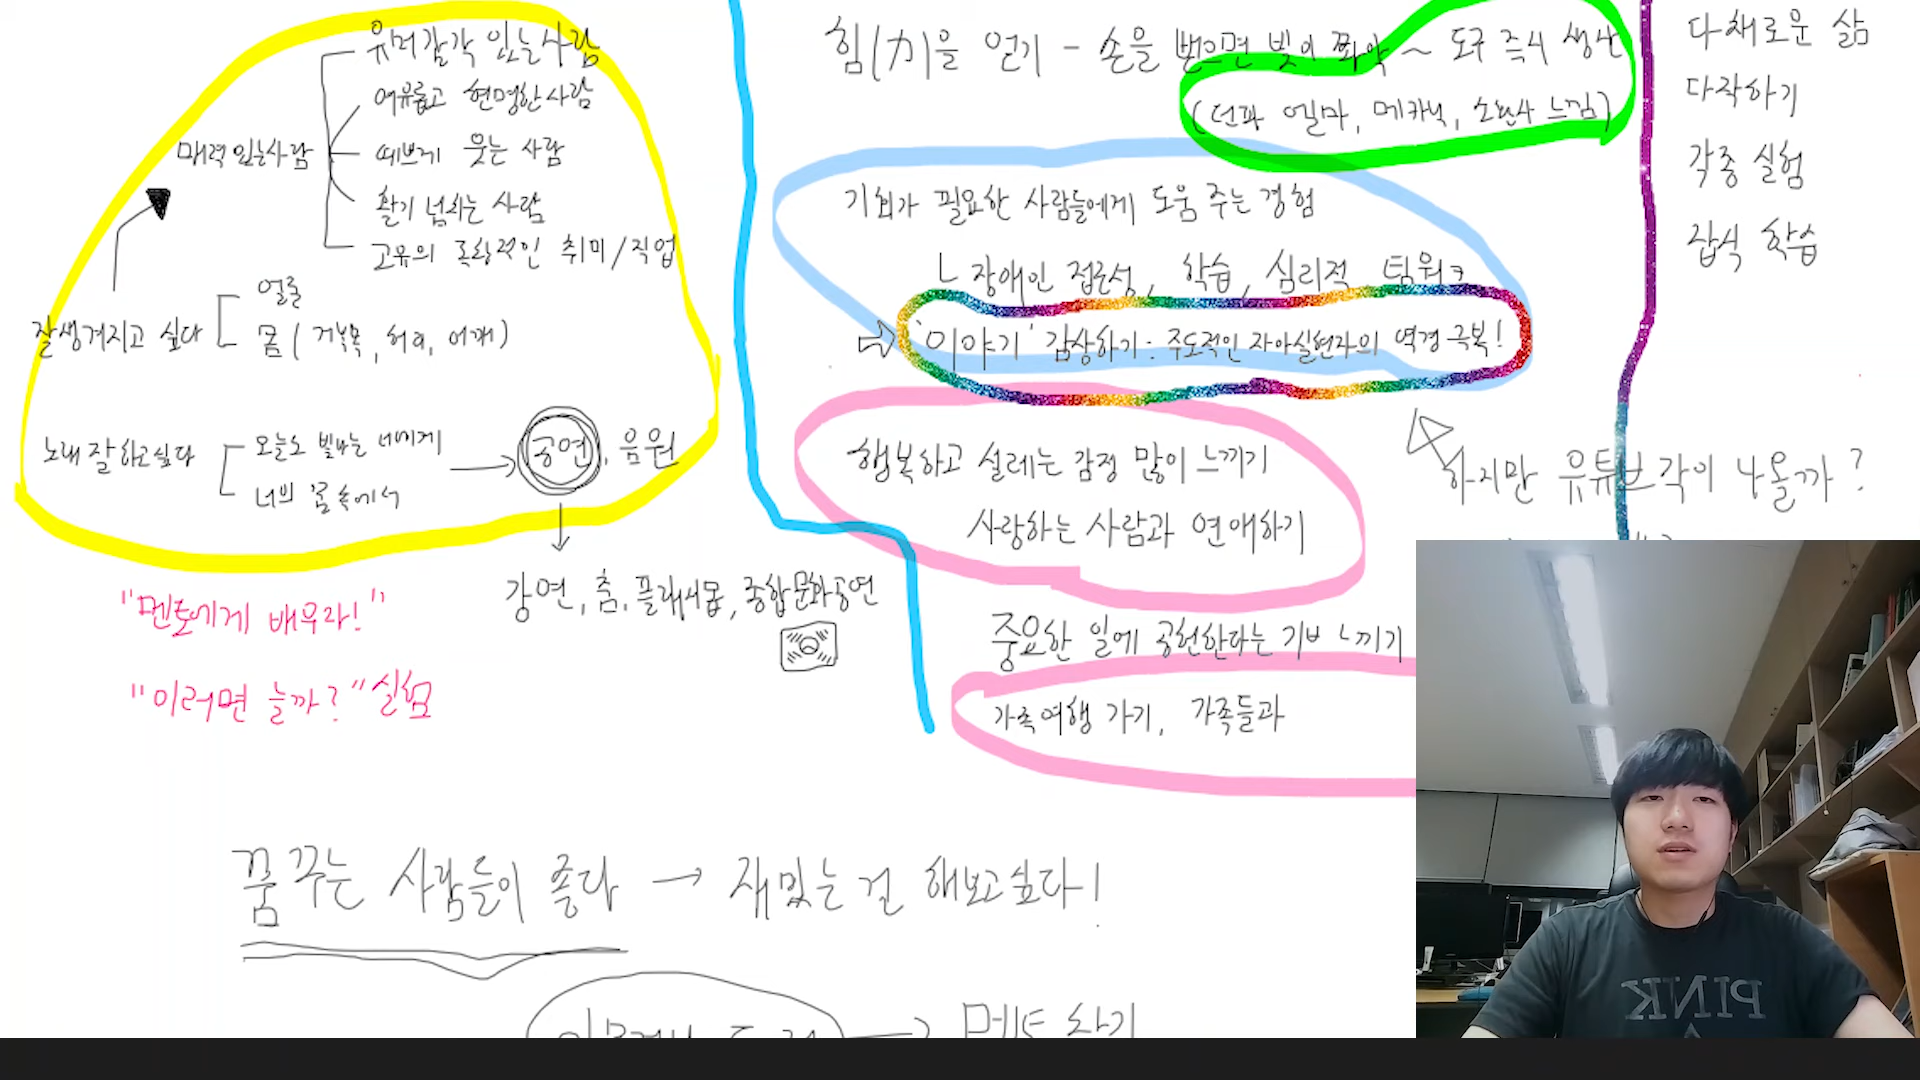 유머감각 있는 사람
여유롭고 현명한 사람
매력 있는 사람
예쁘게 웃는 사람
활기 넘치는 사람
고유의 독창적인 취미/직업
잘생겨지고 싶다
얼굴
몸 (거북목, 허리, 어깨)
노래 잘하고싶다
오늘도 빛나는 너에게
너의 꿈속에서
공연, 음원
강연, 춤, 플래시몹, 종합문화공연
"멘토에게 배우라!"
"이러면 늘까?" 실험
힘(力)을 얻기 - 손을 뻗으면 빛이 쫘악 ~ 도구 즉시 생산
(던파 엘마, 메카닉, 소환사 느낌)
기회가 필요한 사람들에게 도움 주는 경험
ㄴ 장애인 접근성, 학습, 심리적, 팀워크
'이야기' 감상하기: 주도적인 자아실현자의 역경 극복!
행복하고 설레는 감정 많이 느끼기
사랑하는 사람과 연애하기
중요한 일에 공헌한다는 기분 느끼기
가족여행 가기, 가족들과
다채로운 삶
다작하기
각종 실험
잡식 학습
하지만 유튜브각이 나올까?
꿈꾸는 사람들이 좋다 → 재밌는 건 해보고싶다!
PINK